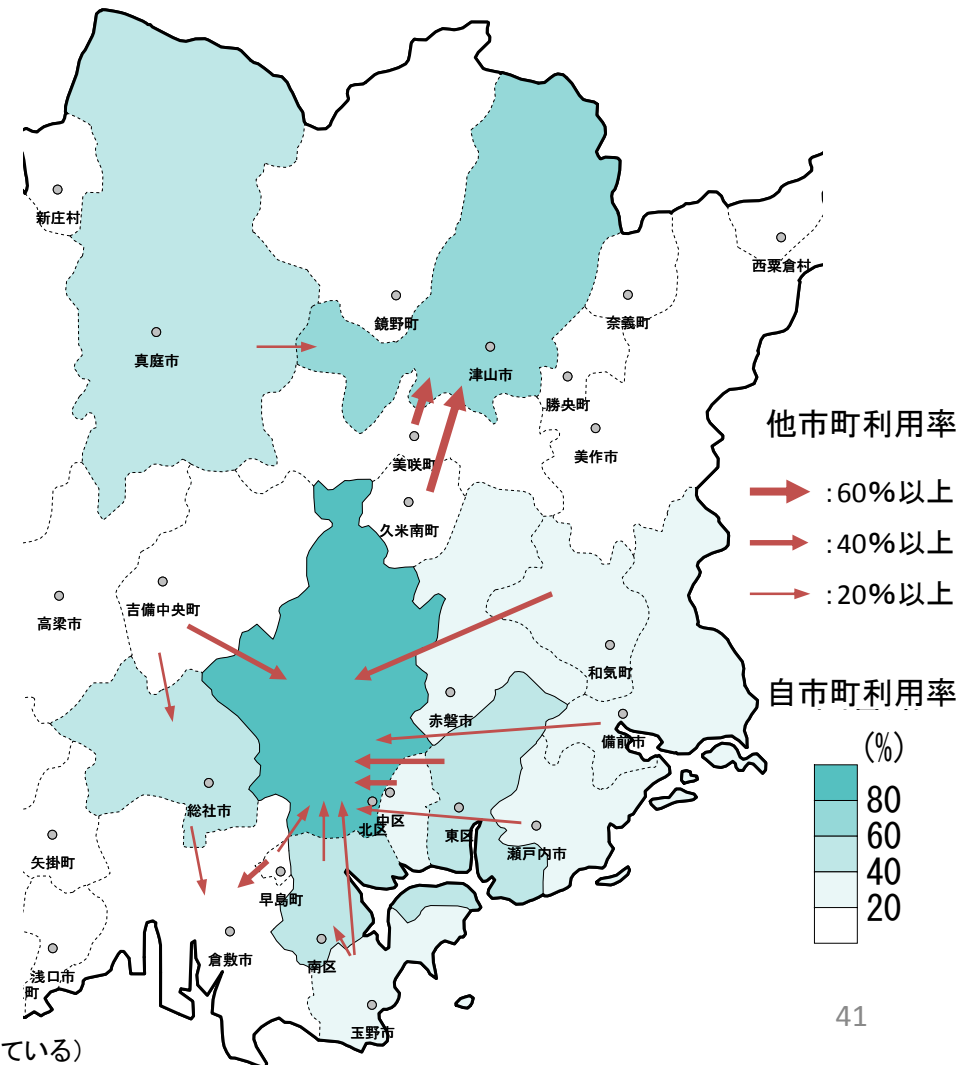 新庄村
西粟倉村
鏡野町
奈義町
真庭市
津山市
勝央町
美作市
美咲町
久米南町
他市町利用率
:60%以上
:40%以上
:20%以上
高梁市
吉備中央町
和気町
赤磐市
備前市
自市町利用率
(%)
80
60
40
20
総社市
中区
北区
東区
瀬戸内市
矢掛町
早島町
倉敷市
南区
浅口市
町
玉野市
41
ている)